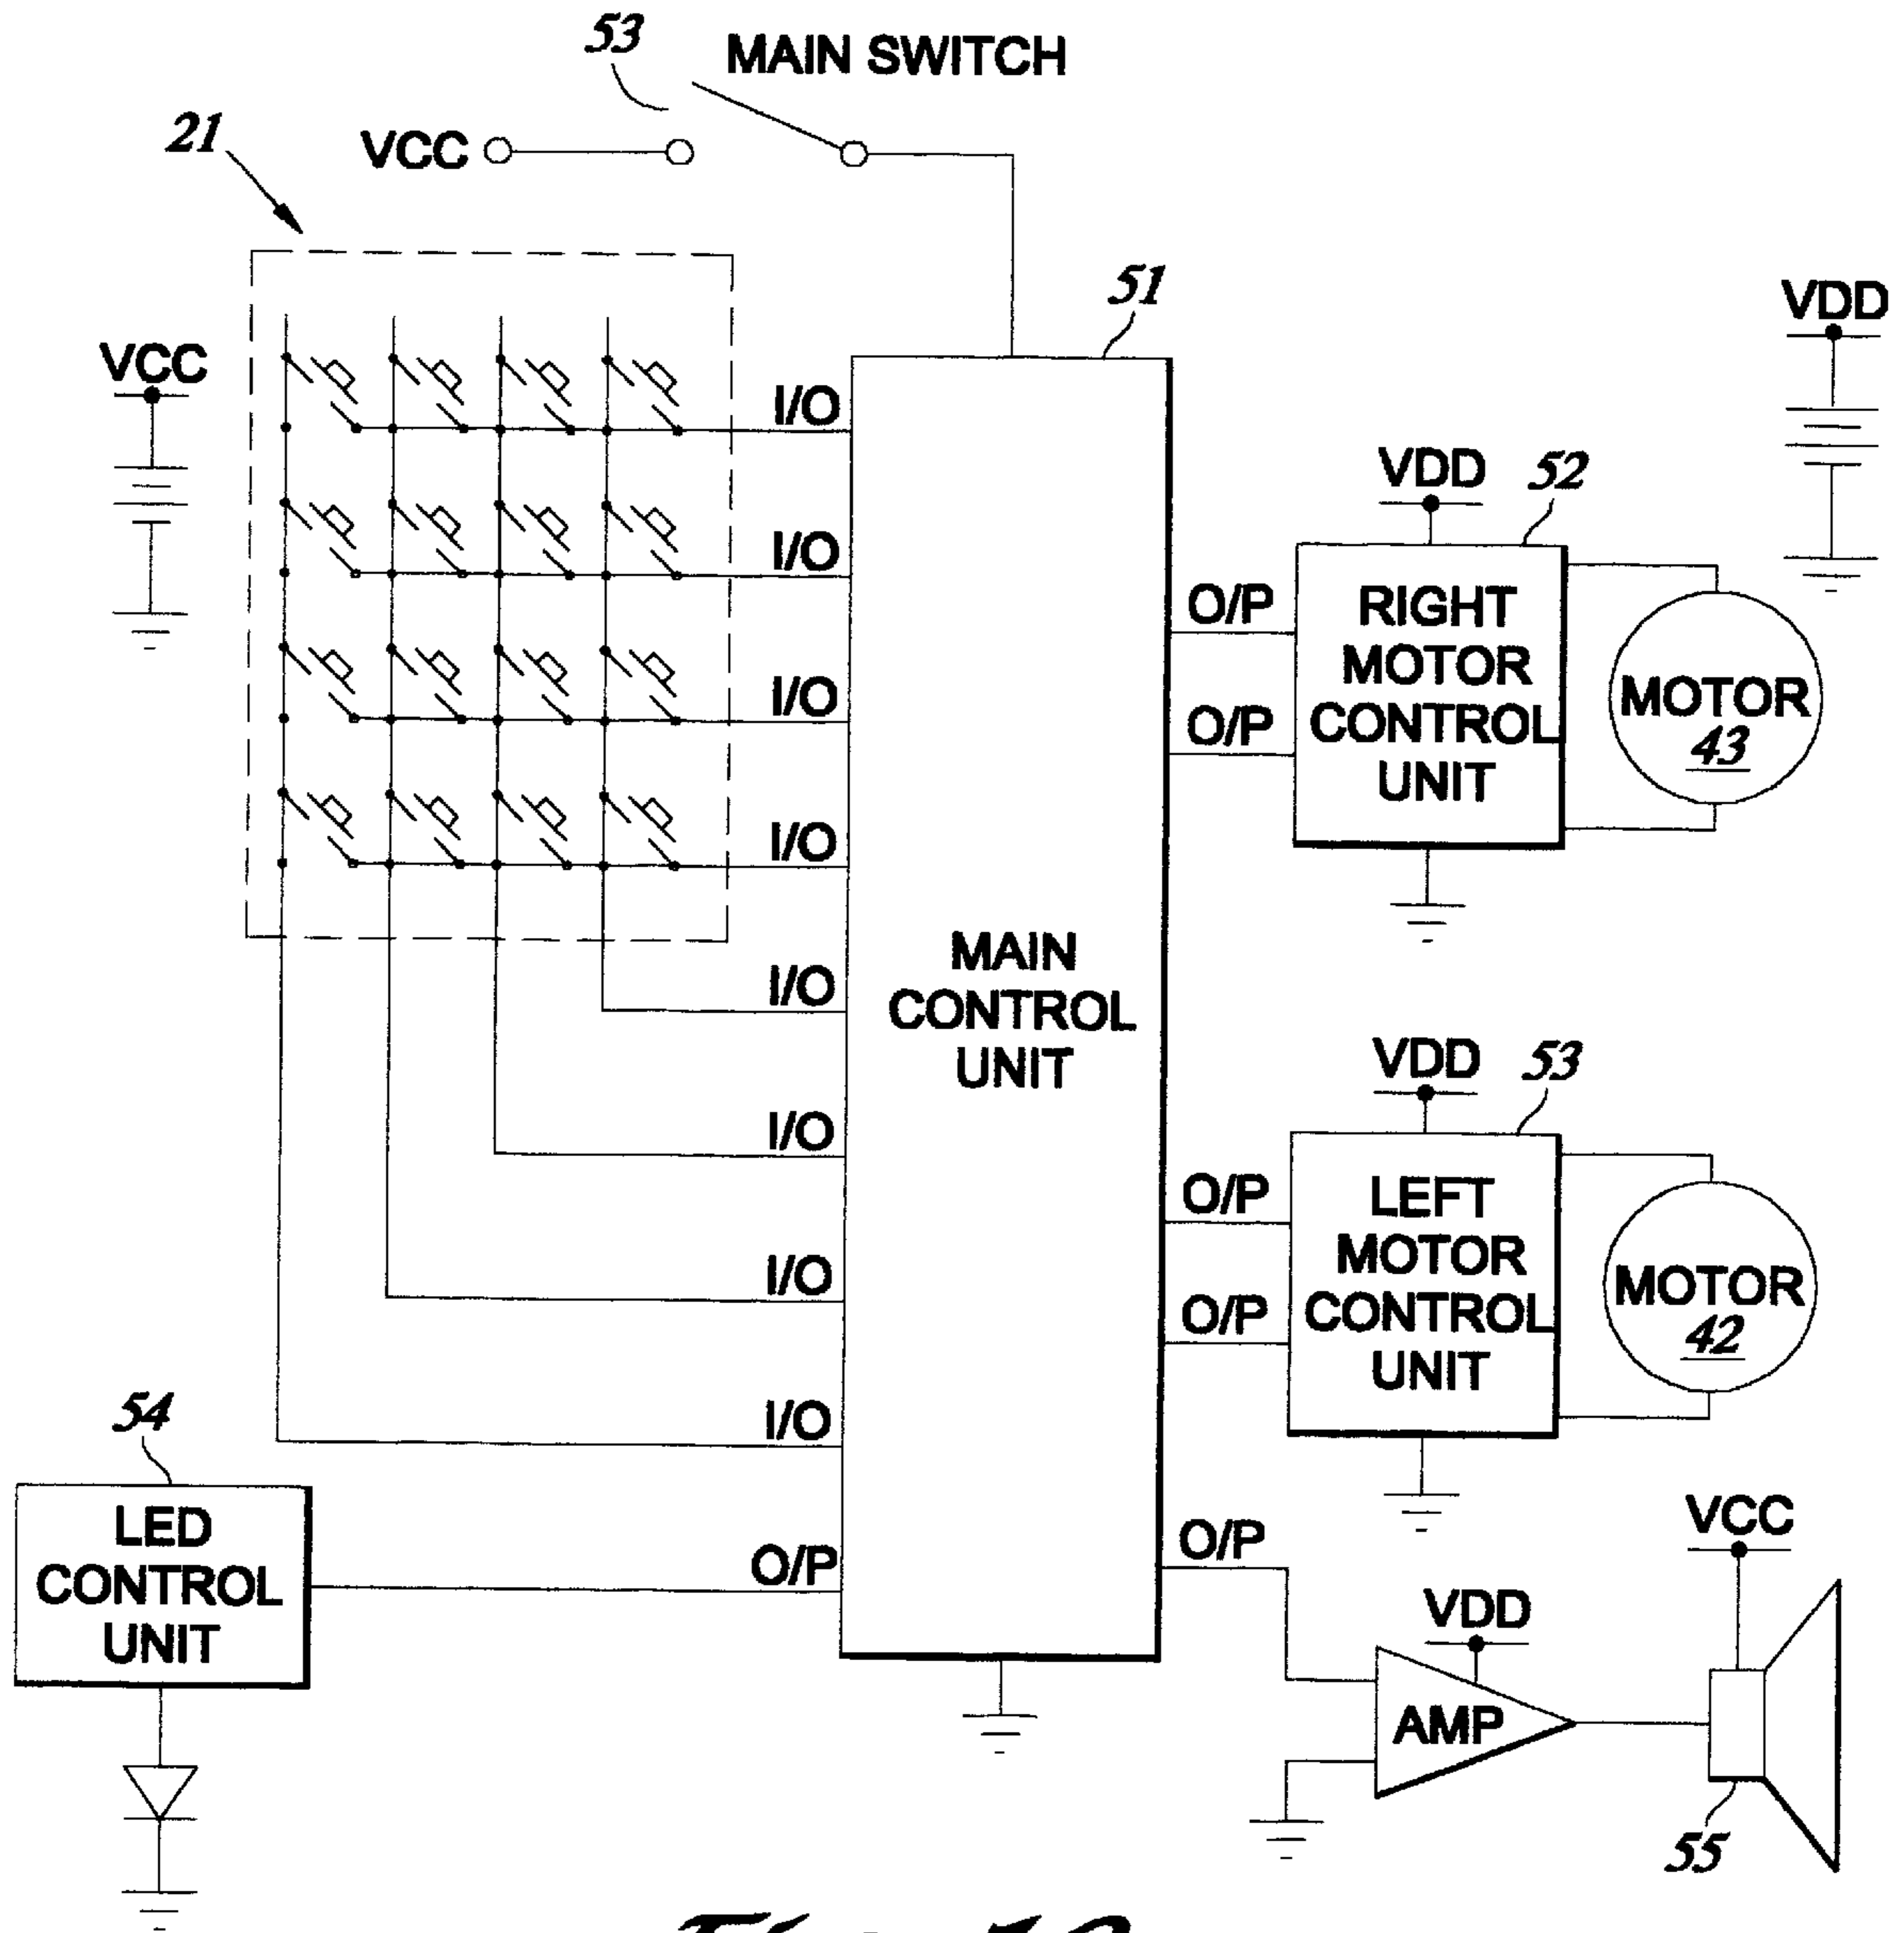 53
MAIN SWITCH
21
VCC
51
VDD
VCC
I/O
I/O
I/O
I/O
I/O
I/O
I/O
I/O
O/P
MAIN
CONTROL
UNIT
VDD
52
O/P
O/P
RIGHT
MOTOR
CONTROL
UNIT
MOTOR
43
VDD
53
O/P
O/P
LEFT
MOTOR
CONTROL
UNIT
MOTOR
42
54
LED
CONTROL
UNIT
O/P
VDD
AMP
VCC
55